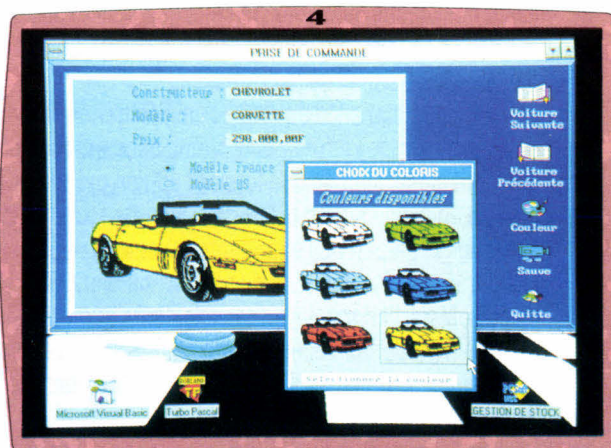 4
PRISE DE COMMANDE
Constructeur : CHEVROLET
Modèle : CORVETTE
Prix : 298.000,00F
Modèle France
Modèle US
Voiture
Suivante
Voiture
Précédente
Couleur
Sauve
Quitte
CHOIX DU COLORIS
Couleurs disponibles
Sélectionner la couleur
Microsoft Visual Basic
BORLAND
Turbo Pascal
GESTION DE STOCK